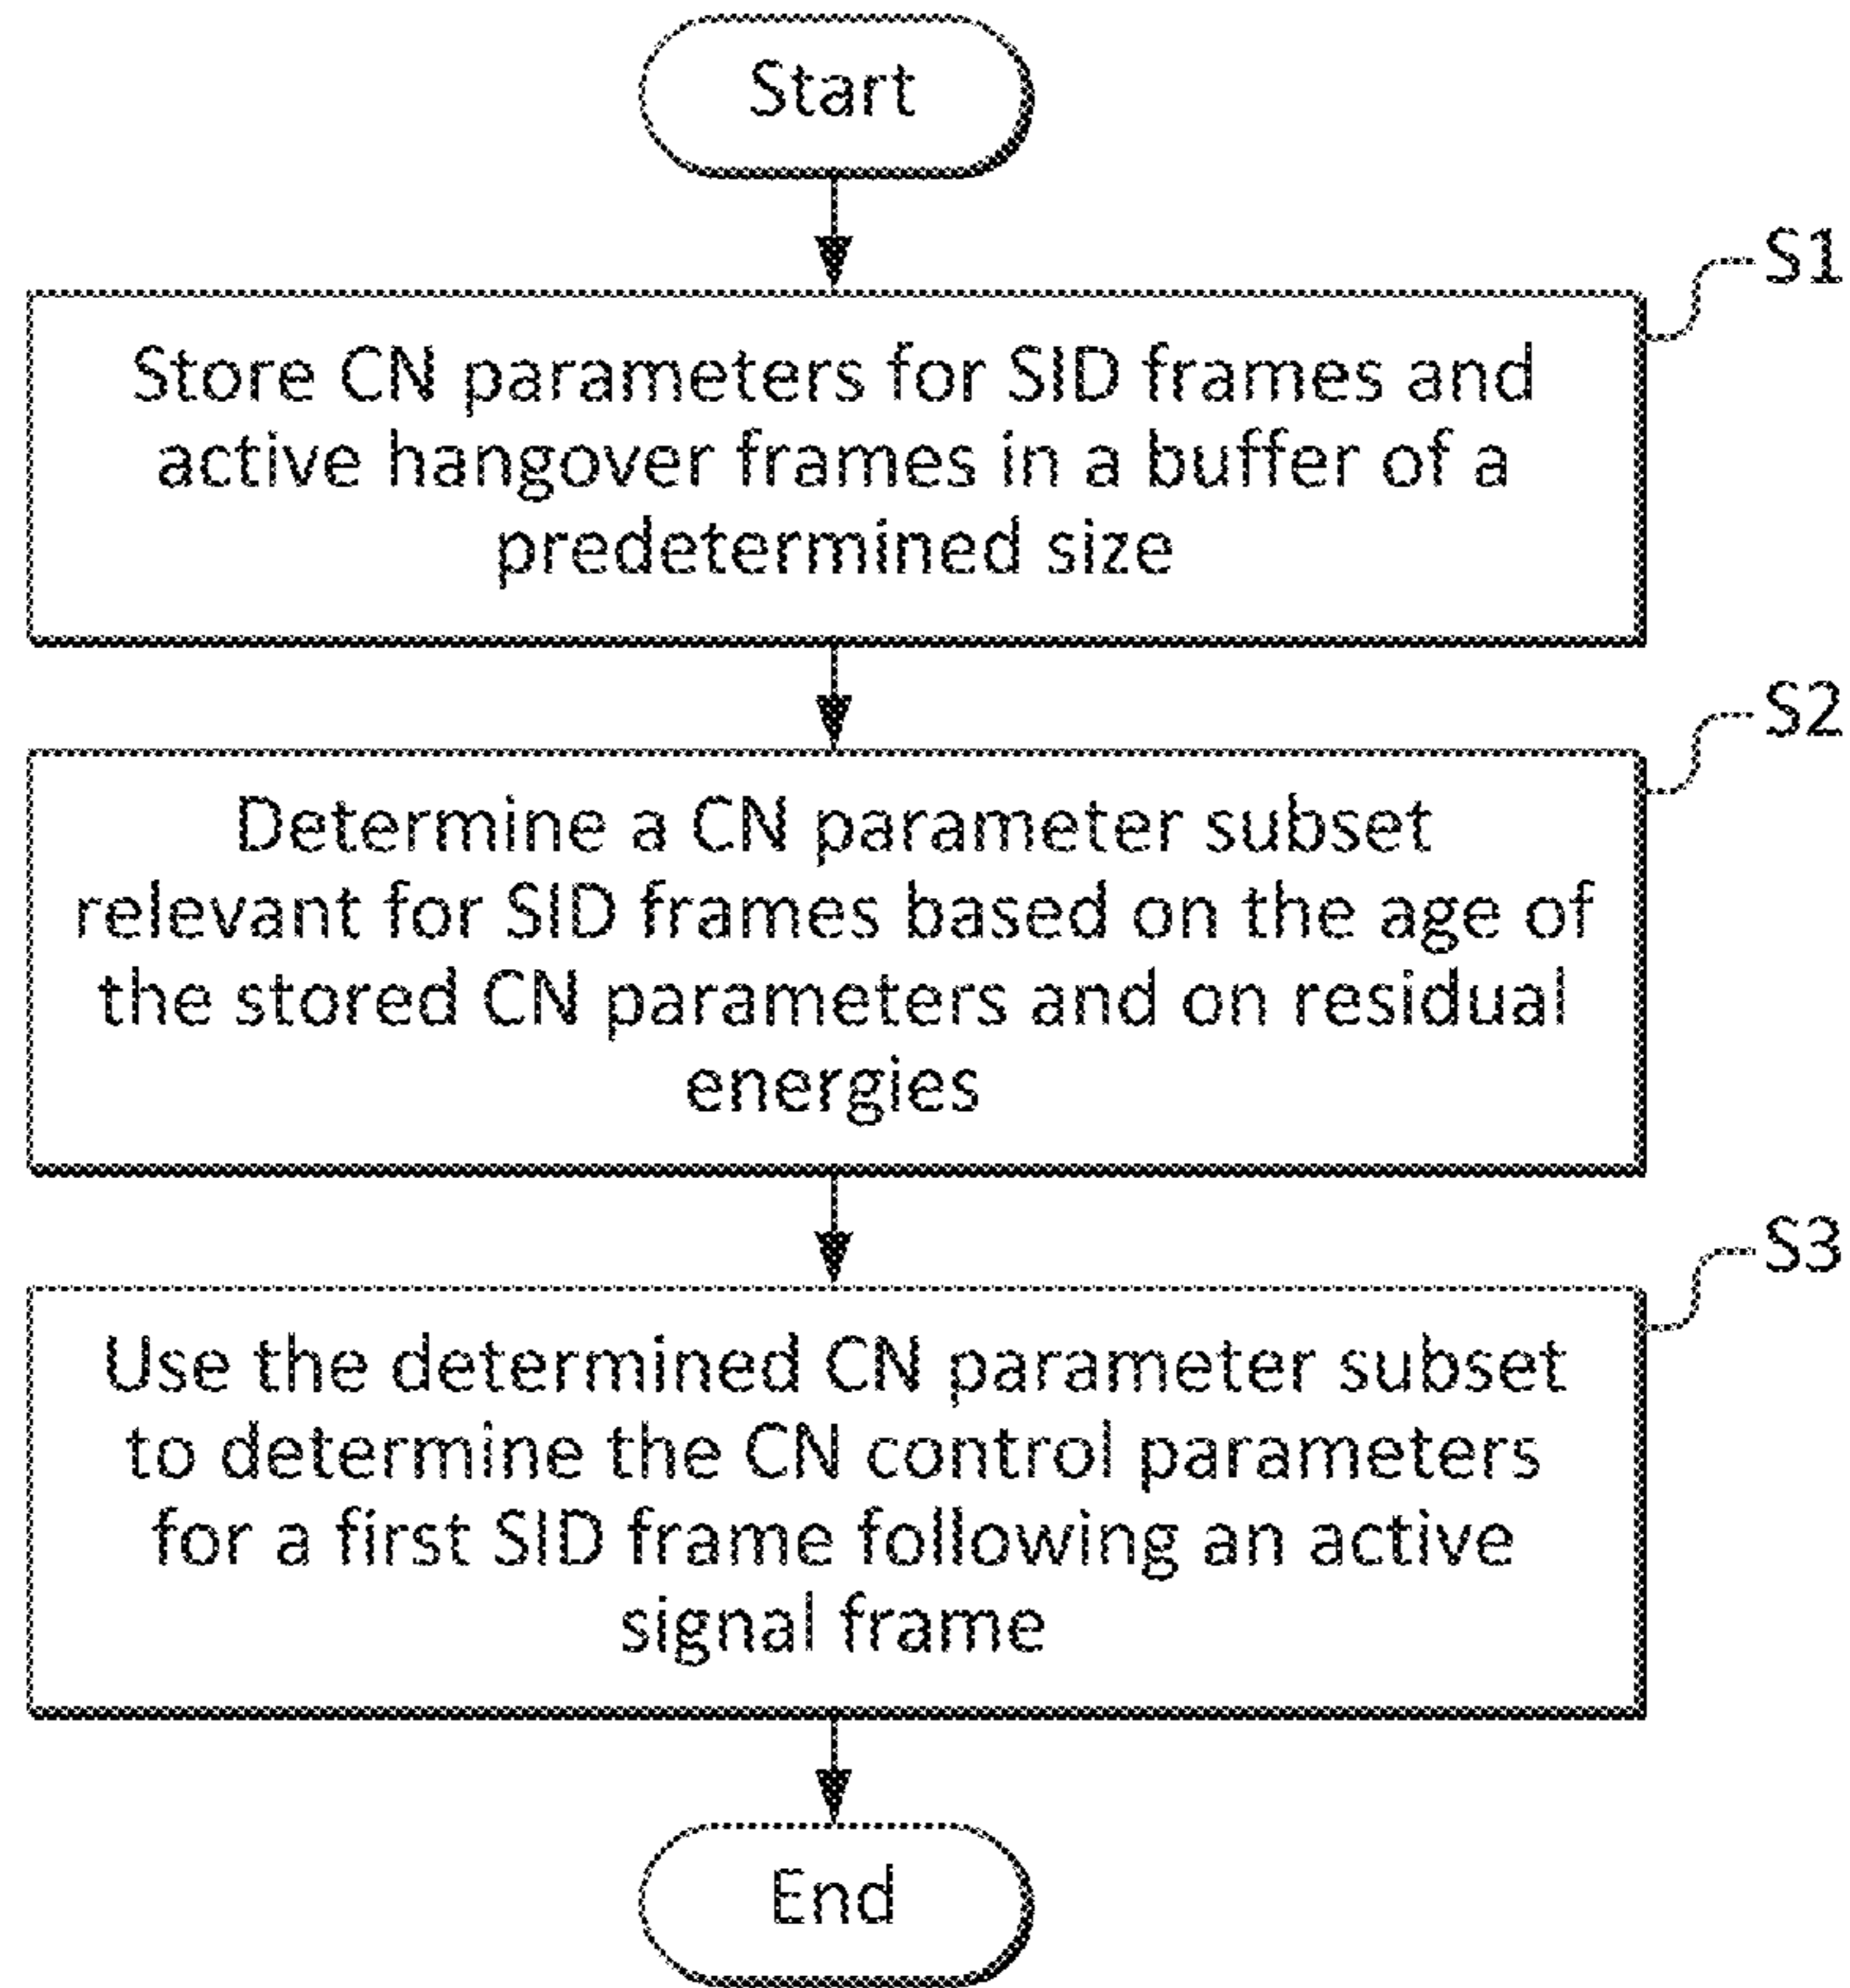 Start
S1
Store CN parameters for SID frames and
active hangover frames in a buffer of a
predetermined size
S2
Determine a CN parameter subset
relevant for SID frames based on the age of
the stored CN parameters and on residual
energies
S3
Use the determined CN parameter subset
to determine the CN control parameters
for a first SID frame following an active
signal frame
End